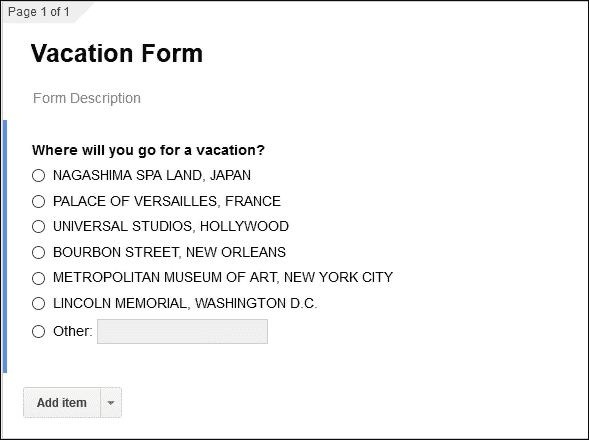 Page 1 of 1
Vacation Form
Form Description
Where will you go for a vacation?
NAGASHIMA SPA LAND, JAPAN
PALACE OF VERSAILLES, FRANCE
UNIVERSAL STUDIOS, HOLLYWOOD
BOURBON STREET, NEW ORLEANS
METROPOLITAN MUSEUM OF ART, NEW YORK CITY
LINCOLN MEMORIAL, WASHINGTON D.C.
Other:
Add item